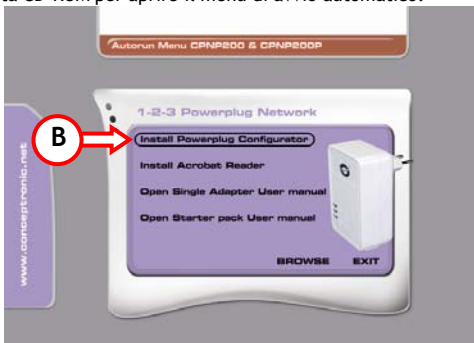 Autorun Menu CPNP200 & CPNP200P
1-2-3 Powerplug Network
B
Install Powerplug Configurator
Install Acrobat Reader
Open Single Adapter User manual
Open Starter pack User manual
BROWSE EXIT
www.conceptronic.net